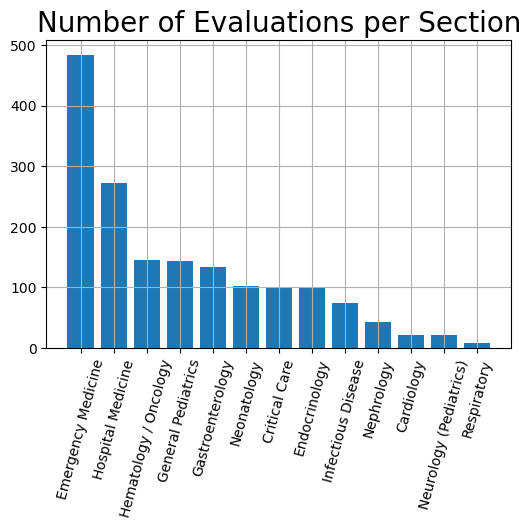 Number of Evaluations per Section
500
400
300
200
100
0
Emergency Medicine
Hospital Medicine
Hematology / Oncology
General Pediatrics
Gastroenterology
Neonatology
Critical Care
Endocrinology
Infectious Disease
Nephrology
Cardiology
Neurology (Pediatrics)
Respiratory